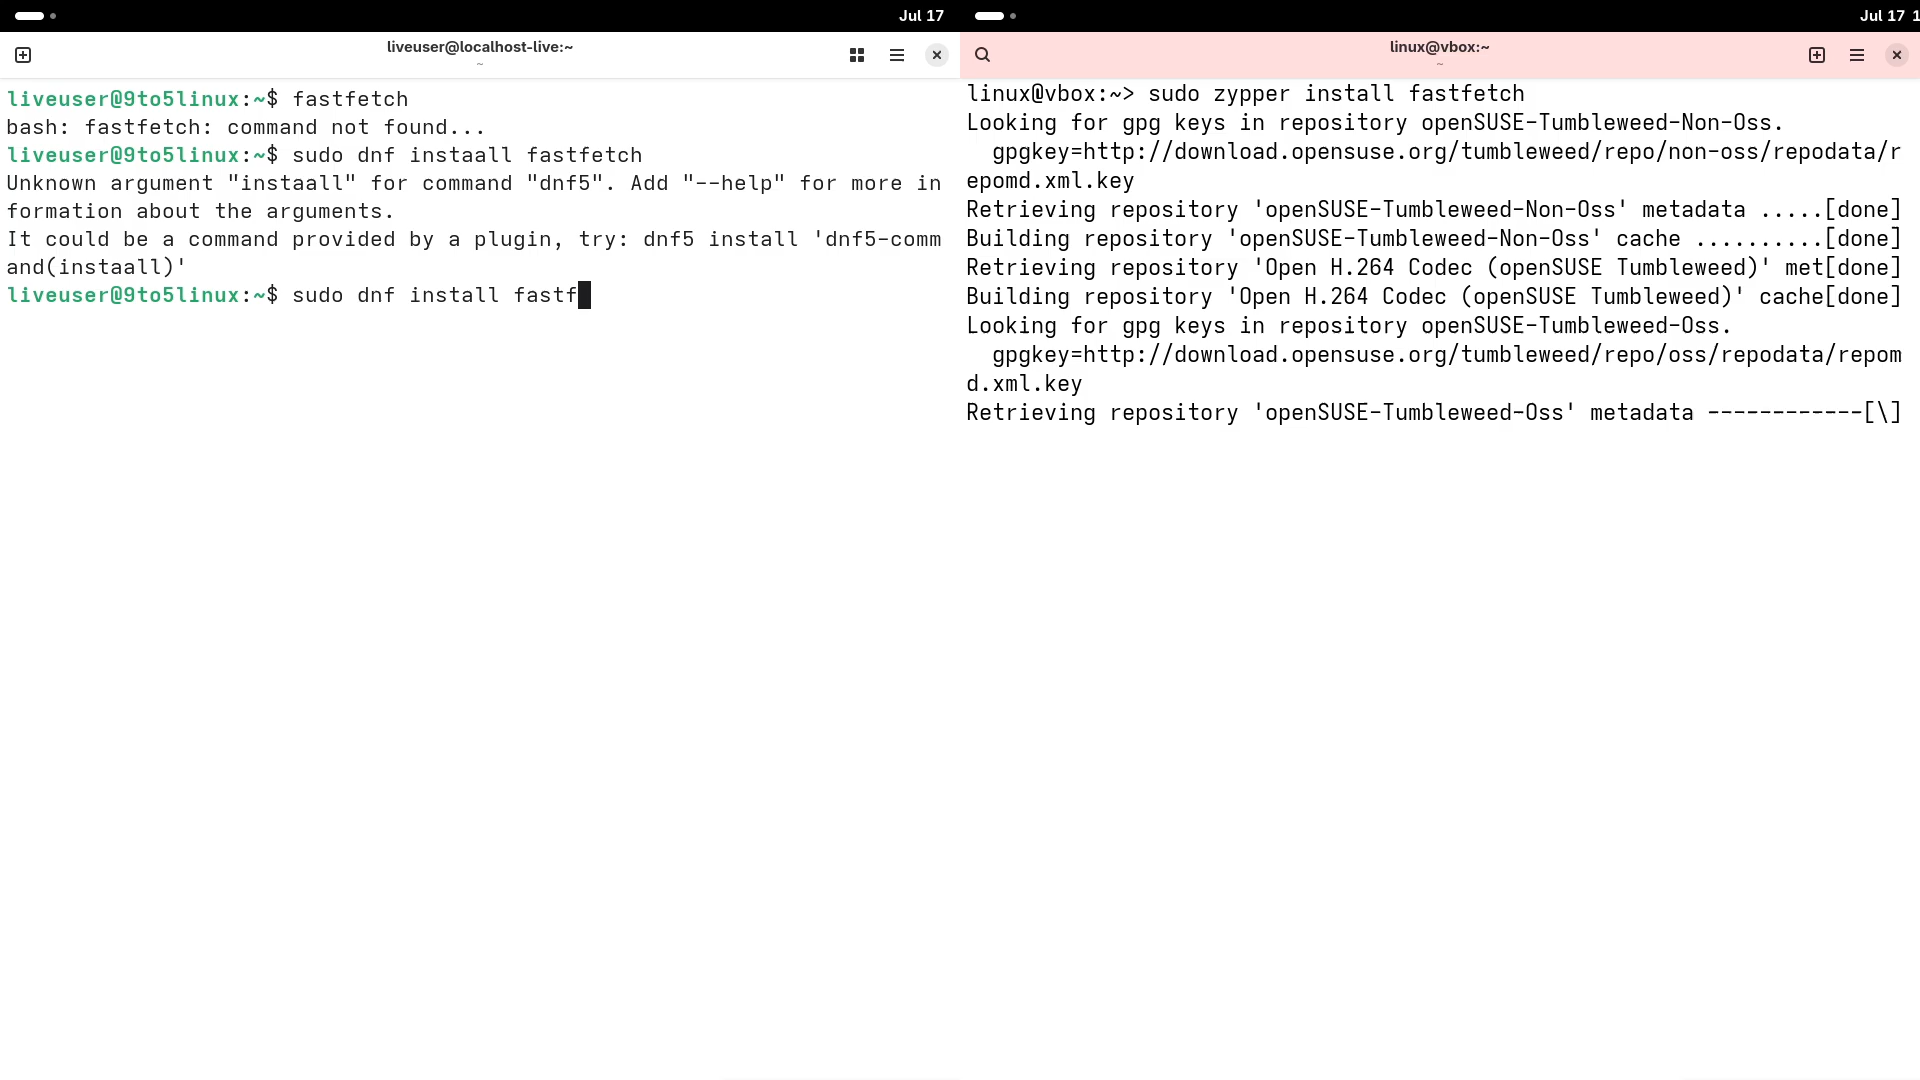 Jul 17
liveuser@localhost-live:~
~
liveuser@9to5linux:~$ fastfetch
bash: fastfetch: command not found...
liveuser@9to5linux:~$ sudo dnf instaall fastfetch
Unknown argument "instaall" for command "dnf5". Add "--help" for more in
formation about the arguments.
It could be a command provided by a plugin, try: dnf5 install 'dnf5-comm
and(instaall)'
liveuser@9to5linux:~$ sudo dnf install fastf
Jul 17 1
linux@vbox:~
~
linux@vbox:~> sudo zypper install fastfetch
Looking for gpg keys in repository openSUSE-Tumbleweed-Non-Oss.
  gpgkey=http://download.opensuse.org/tumbleweed/repo/non-oss/repodata/r
epomd.xml.key
Retrieving repository 'openSUSE-Tumbleweed-Non-Oss' metadata .....[done]
Building repository 'openSUSE-Tumbleweed-Non-Oss' cache ..........[done]
Retrieving repository 'Open H.264 Codec (openSUSE Tumbleweed)' met[done]
Building repository 'Open H.264 Codec (openSUSE Tumbleweed)' cache[done]
Looking for gpg keys in repository openSUSE-Tumbleweed-Oss.
  gpgkey=http://download.opensuse.org/tumbleweed/repo/oss/repodata/repom
d.xml.key
Retrieving repository 'openSUSE-Tumbleweed-Oss' metadata ------------[\]